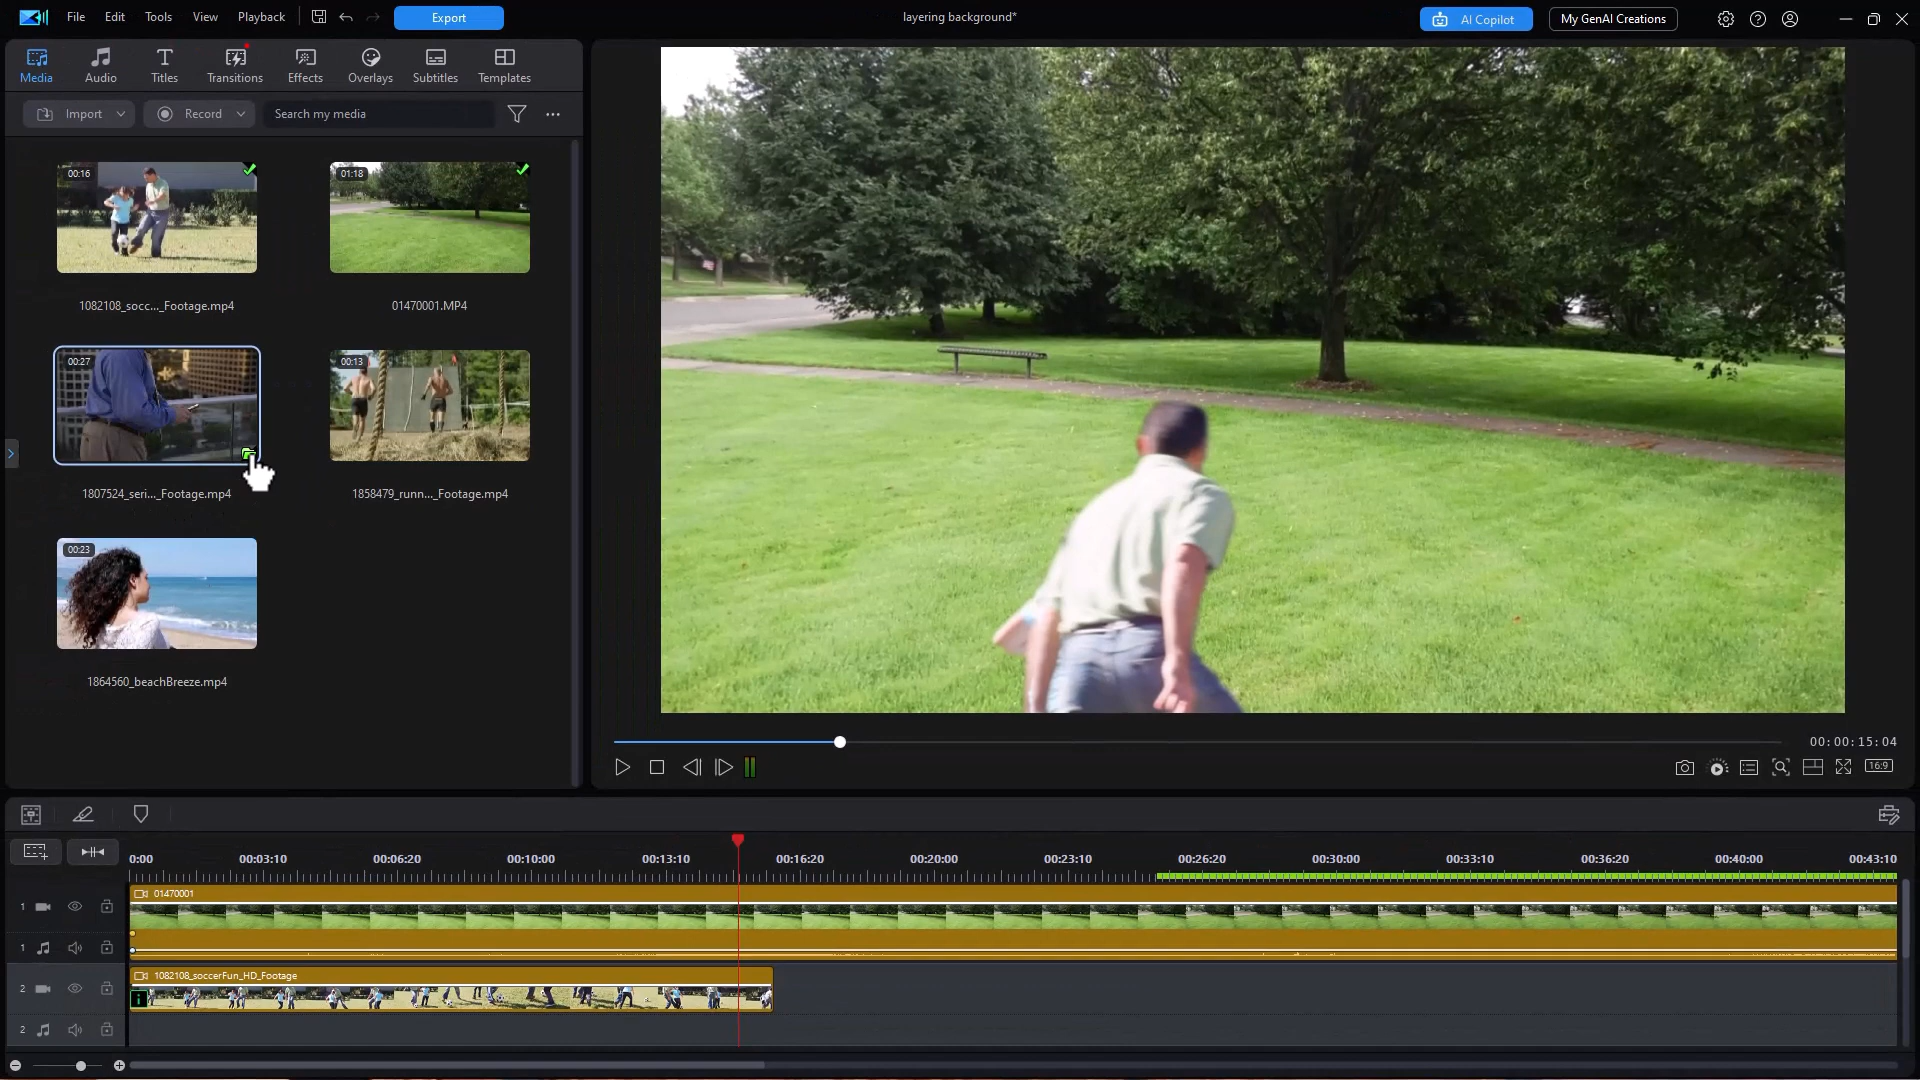 File Edit Tools View Playback Export layering background* AI Copilot My GenAI Creations
Media Audio Titles Transitions Effects Overlays Subtitles Templates
Import Record Search my media
00:16 01:18
1082108_socc..._Footage.mp4 01470001.MP4
00:27 00:13
1807524_seri..._Footage.mp4 1858479_runn..._Footage.mp4
00:23
1864560_beachBreeze.mp4
00:00:15:04
16:9
0:00 00:03:10 00:06:20 00:10:00 00:13:10 00:16:20 00:20:00 00:23:10 00:26:20 00:30:00 00:33:10 00:36:20 00:40:00 00:43:10
01470001
1
1
1082108_soccerFun_HD_Footage
2
i
2